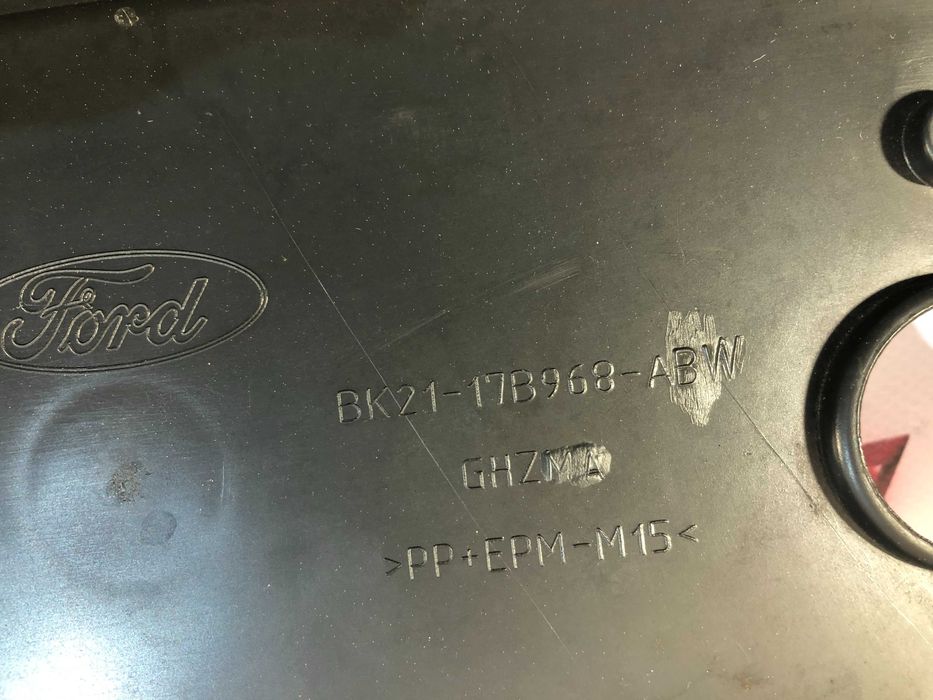 Ford
BK21-17B968-ABW
GHZMA
>PP+EPM-M15<